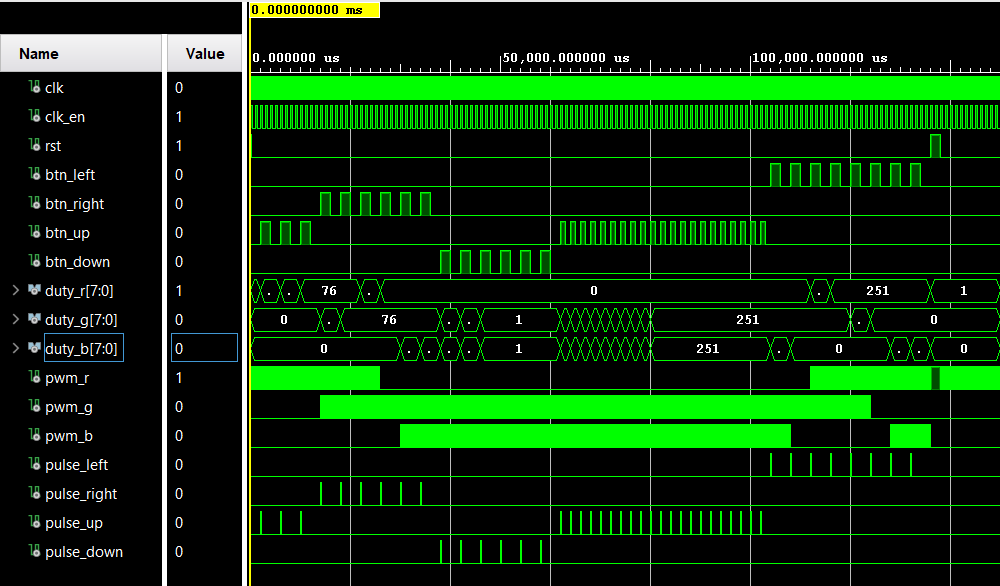 0.000000000 ms
Name Value
0.000000 us 50,000.000000 us 100,000.000000 us
clk 0
clk_en 1
rst 1
btn_left 0
btn_right 0
btn_up 0
btn_down 0
duty_r[7:0] 1 . . 76 . 0 . 251 1
duty_g[7:0] 0 0 . 76 . . 1 251 . 0
duty_b[7:0] 0 0 . . . . 1 251 . 0 . . 0
pwm_r 1
pwm_g 0
pwm_b 0
pulse_left 0
pulse_right 0
pulse_up 0
pulse_down 0